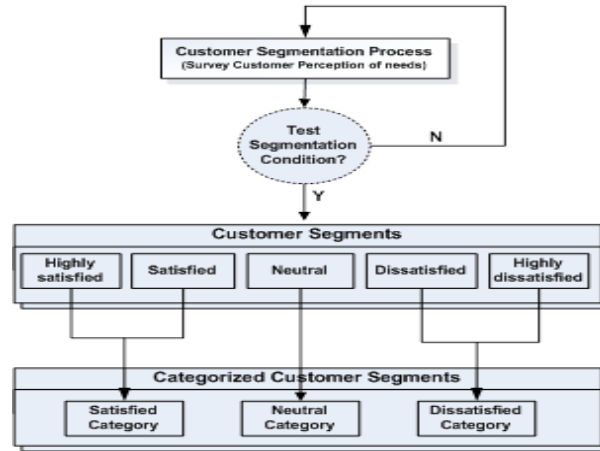 Customer Segmentation Process
(Survey Customer Perception of needs)
Test
Segmentation
Condition?
N
Y
Customer Segments
Highly
satisfied
Satisfied
Neutral
Dissatisfied
Highly
dissatisfied
Categorized Customer Segments
Satisfied
Category
Neutral
Category
Dissatisfied
Category